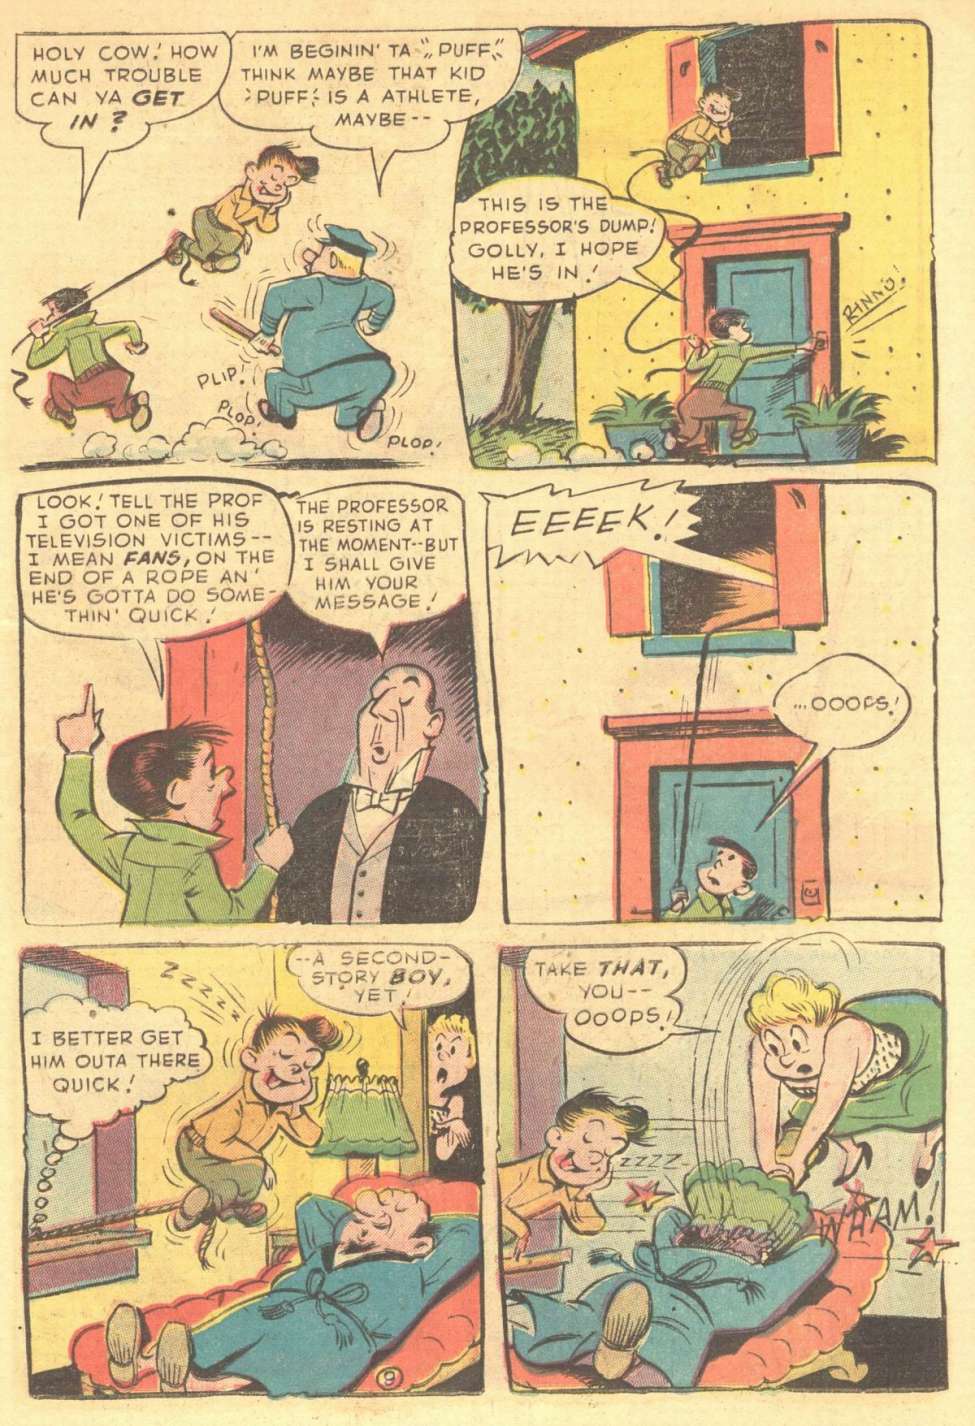 HOLY COW! HOW
MUCH TROUBLE
CAN YA GET
IN?
I'M BEGININ' TA "PUFF"
THINK MAYBE THAT KID
>PUFF< IS A ATHLETE,
MAYBE--
PLIP!
PLOP!
PLOP!
THIS IS THE
PROFESSOR'S DUMP!
GOLLY, I HOPE
HE'S IN!
RINNG!
LOOK! TELL THE PROF
I GOT ONE OF HIS
TELEVISION VICTIMS--
I MEAN FANS, ON THE
END OF A ROPE AN'
HE'S GOTTA DO SOME-
THIN' QUICK!
THE PROFESSOR
IS RESTING AT
THE MOMENT--BUT
I SHALL GIVE
HIM YOUR
MESSAGE!
EEEEK!
...OOOPS!
I BETTER GET
HIM OUTA THERE
QUICK!
ZZZZZN
--A SECOND-
STORY BOY,
YET!
9
TAKE THAT,
YOU--
OOOPS!
ZZZZ-
WHAM!